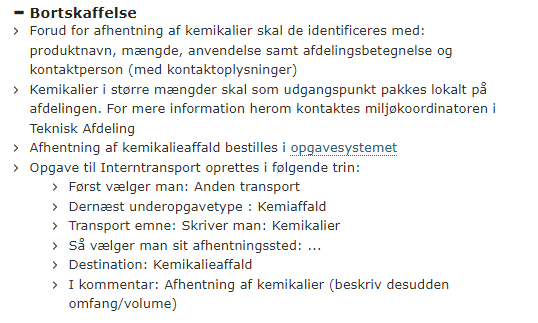 Bortskaffelse
Forud for afhentning af kemikalier skal de identificeres med:
produktnavn, mængde, anvendelse samt afdelingsbetegnelse og
kontaktperson (med kontaktoplysninger)
Kemikalier i større mængder skal som udgangspunkt pakkes lokalt på
afdelingen. For mere information herom kontaktes miljøkoordinatoren i
Teknisk Afdeling
Afhentning af kemikalieaffald bestilles i opgavesystemet
Opgave til Interntransport oprettes i følgende trin:
Først vælger man: Anden transport
Dernæst underopgavetype : Kemiaffald
Transport emne: Skriver man: Kemikalier
Så vælger man sit afhentningssted: ...
Destination: Kemikalieaffald
I kommentar: Afhentning af kemikalier (beskriv desudden
omfang/volume)